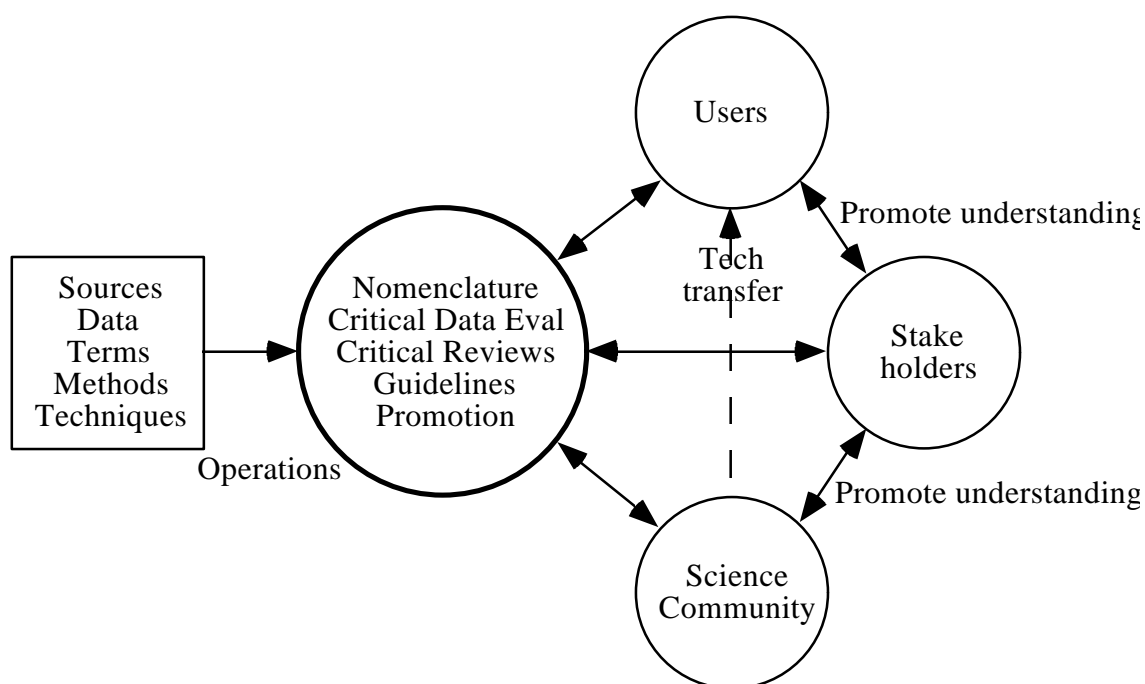 Users
Promote understanding
Tech
transfer
Sources
Data
Terms
Methods
Techniques
Nomenclature
Critical Data Eval
Critical Reviews
Guidelines
Promotion
Stake
holders
Operations
Promote understanding
Science
Community